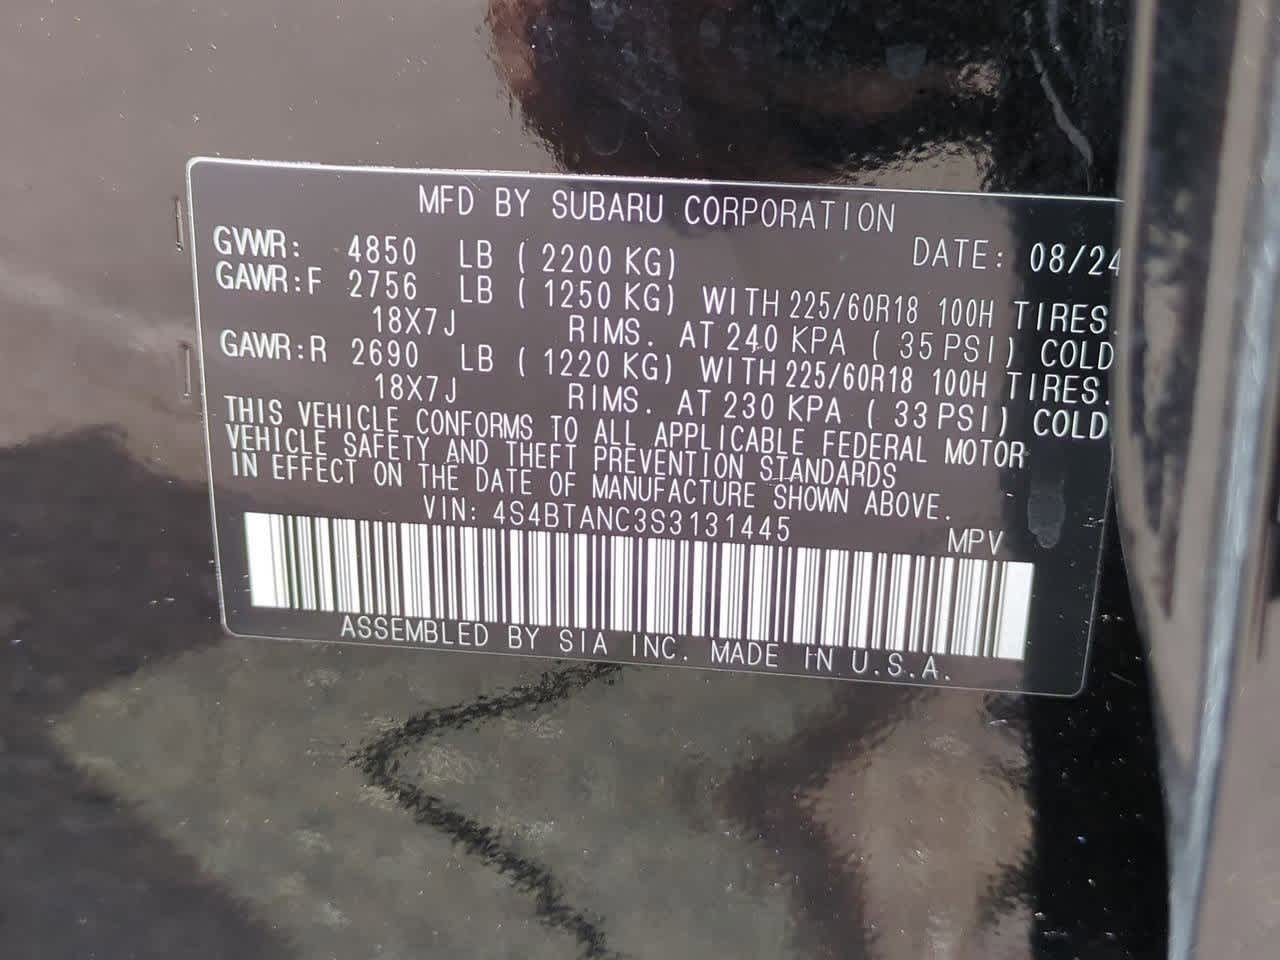 MFD BY SUBARU CORPORATION
GVWR: 4850 LB ( 2200 KG) DATE: 08/24
GAWR:F 2756 LB ( 1250 KG) WITH 225/60R18 100H TIRES.
18X7J RIMS. AT 240 KPA ( 35 PSI) COLD
GAWR:R 2690 LB ( 1220 KG) WITH 225/60R18 100H TIRES.
18X7J RIMS. AT 230 KPA ( 33 PSI) COLD
THIS VEHICLE CONFORMS TO ALL APPLICABLE FEDERAL MOTOR
VEHICLE SAFETY AND THEFT PREVENTION STANDARDS
IN EFFECT ON THE DATE OF MANUFACTURE SHOWN ABOVE.
VIN: 4S4BTANC3S3131445 MPV
ASSEMBLED BY SIA INC. MADE IN U.S.A.